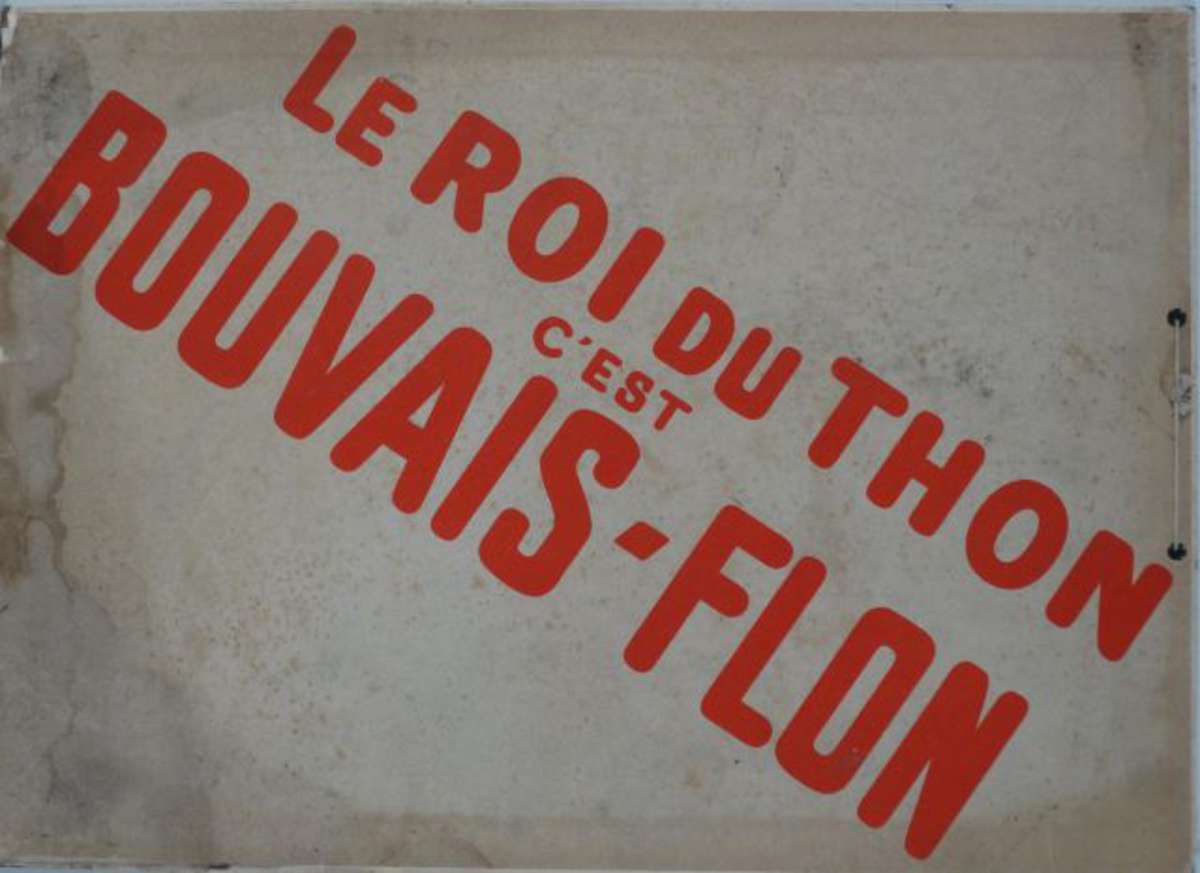 LE ROI DU THON
C'EST
BOUVAIS-FLON